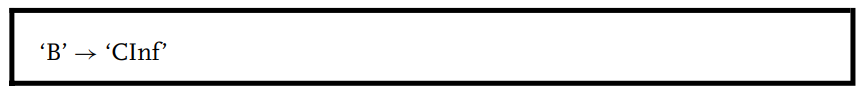 ‘B’ → ‘CInf’